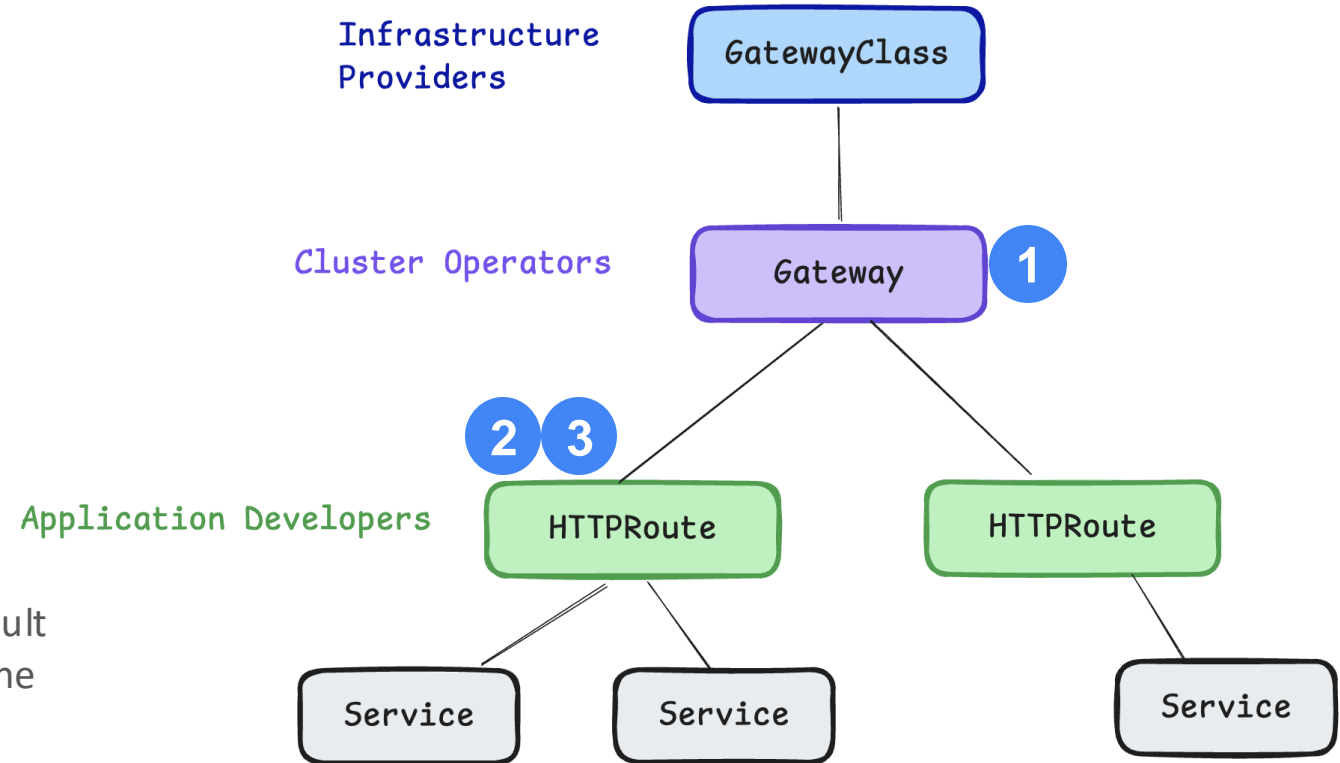 Infrastructure
Providers
GatewayClass
Cluster Operators
Gateway
1
2
3
Application Developers
HTTPRoute
HTTPRoute
ult
ne
Service
Service
Service